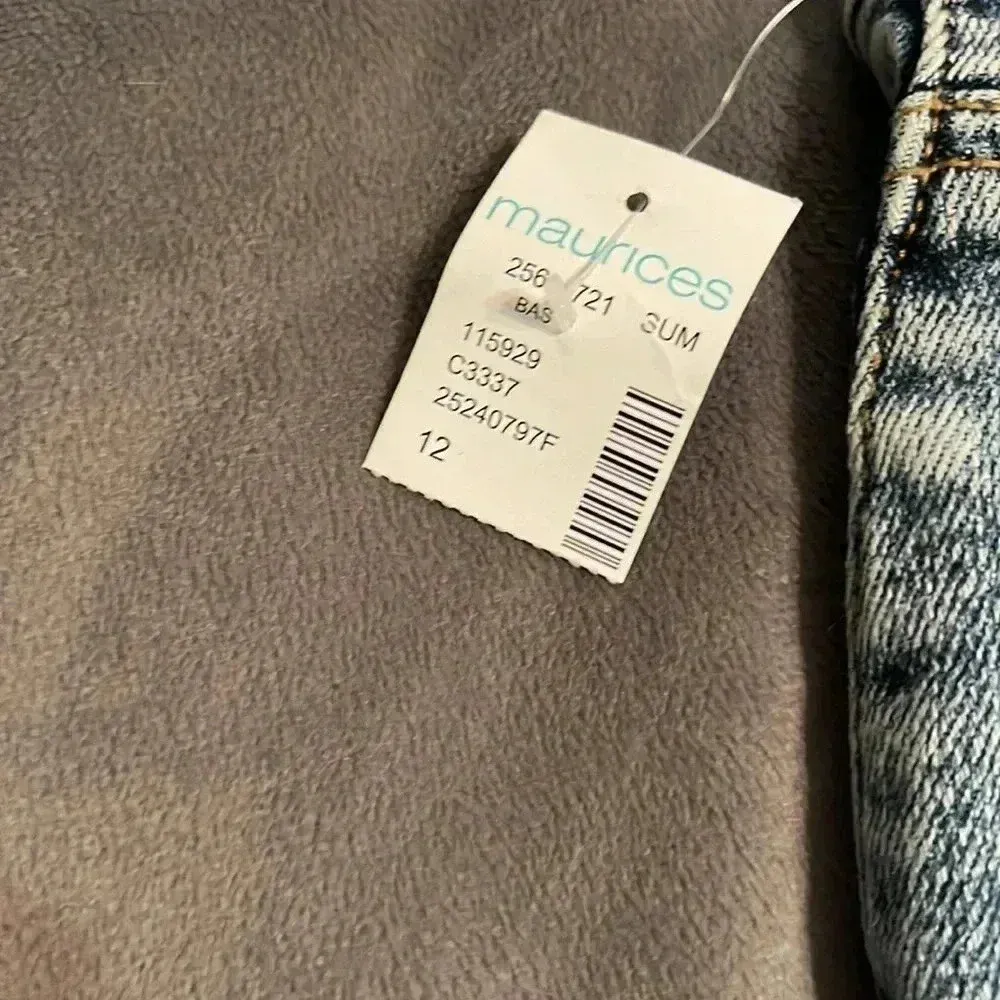 maurices
256 721 SUM
BAS
115929
C3337
25240797F
12